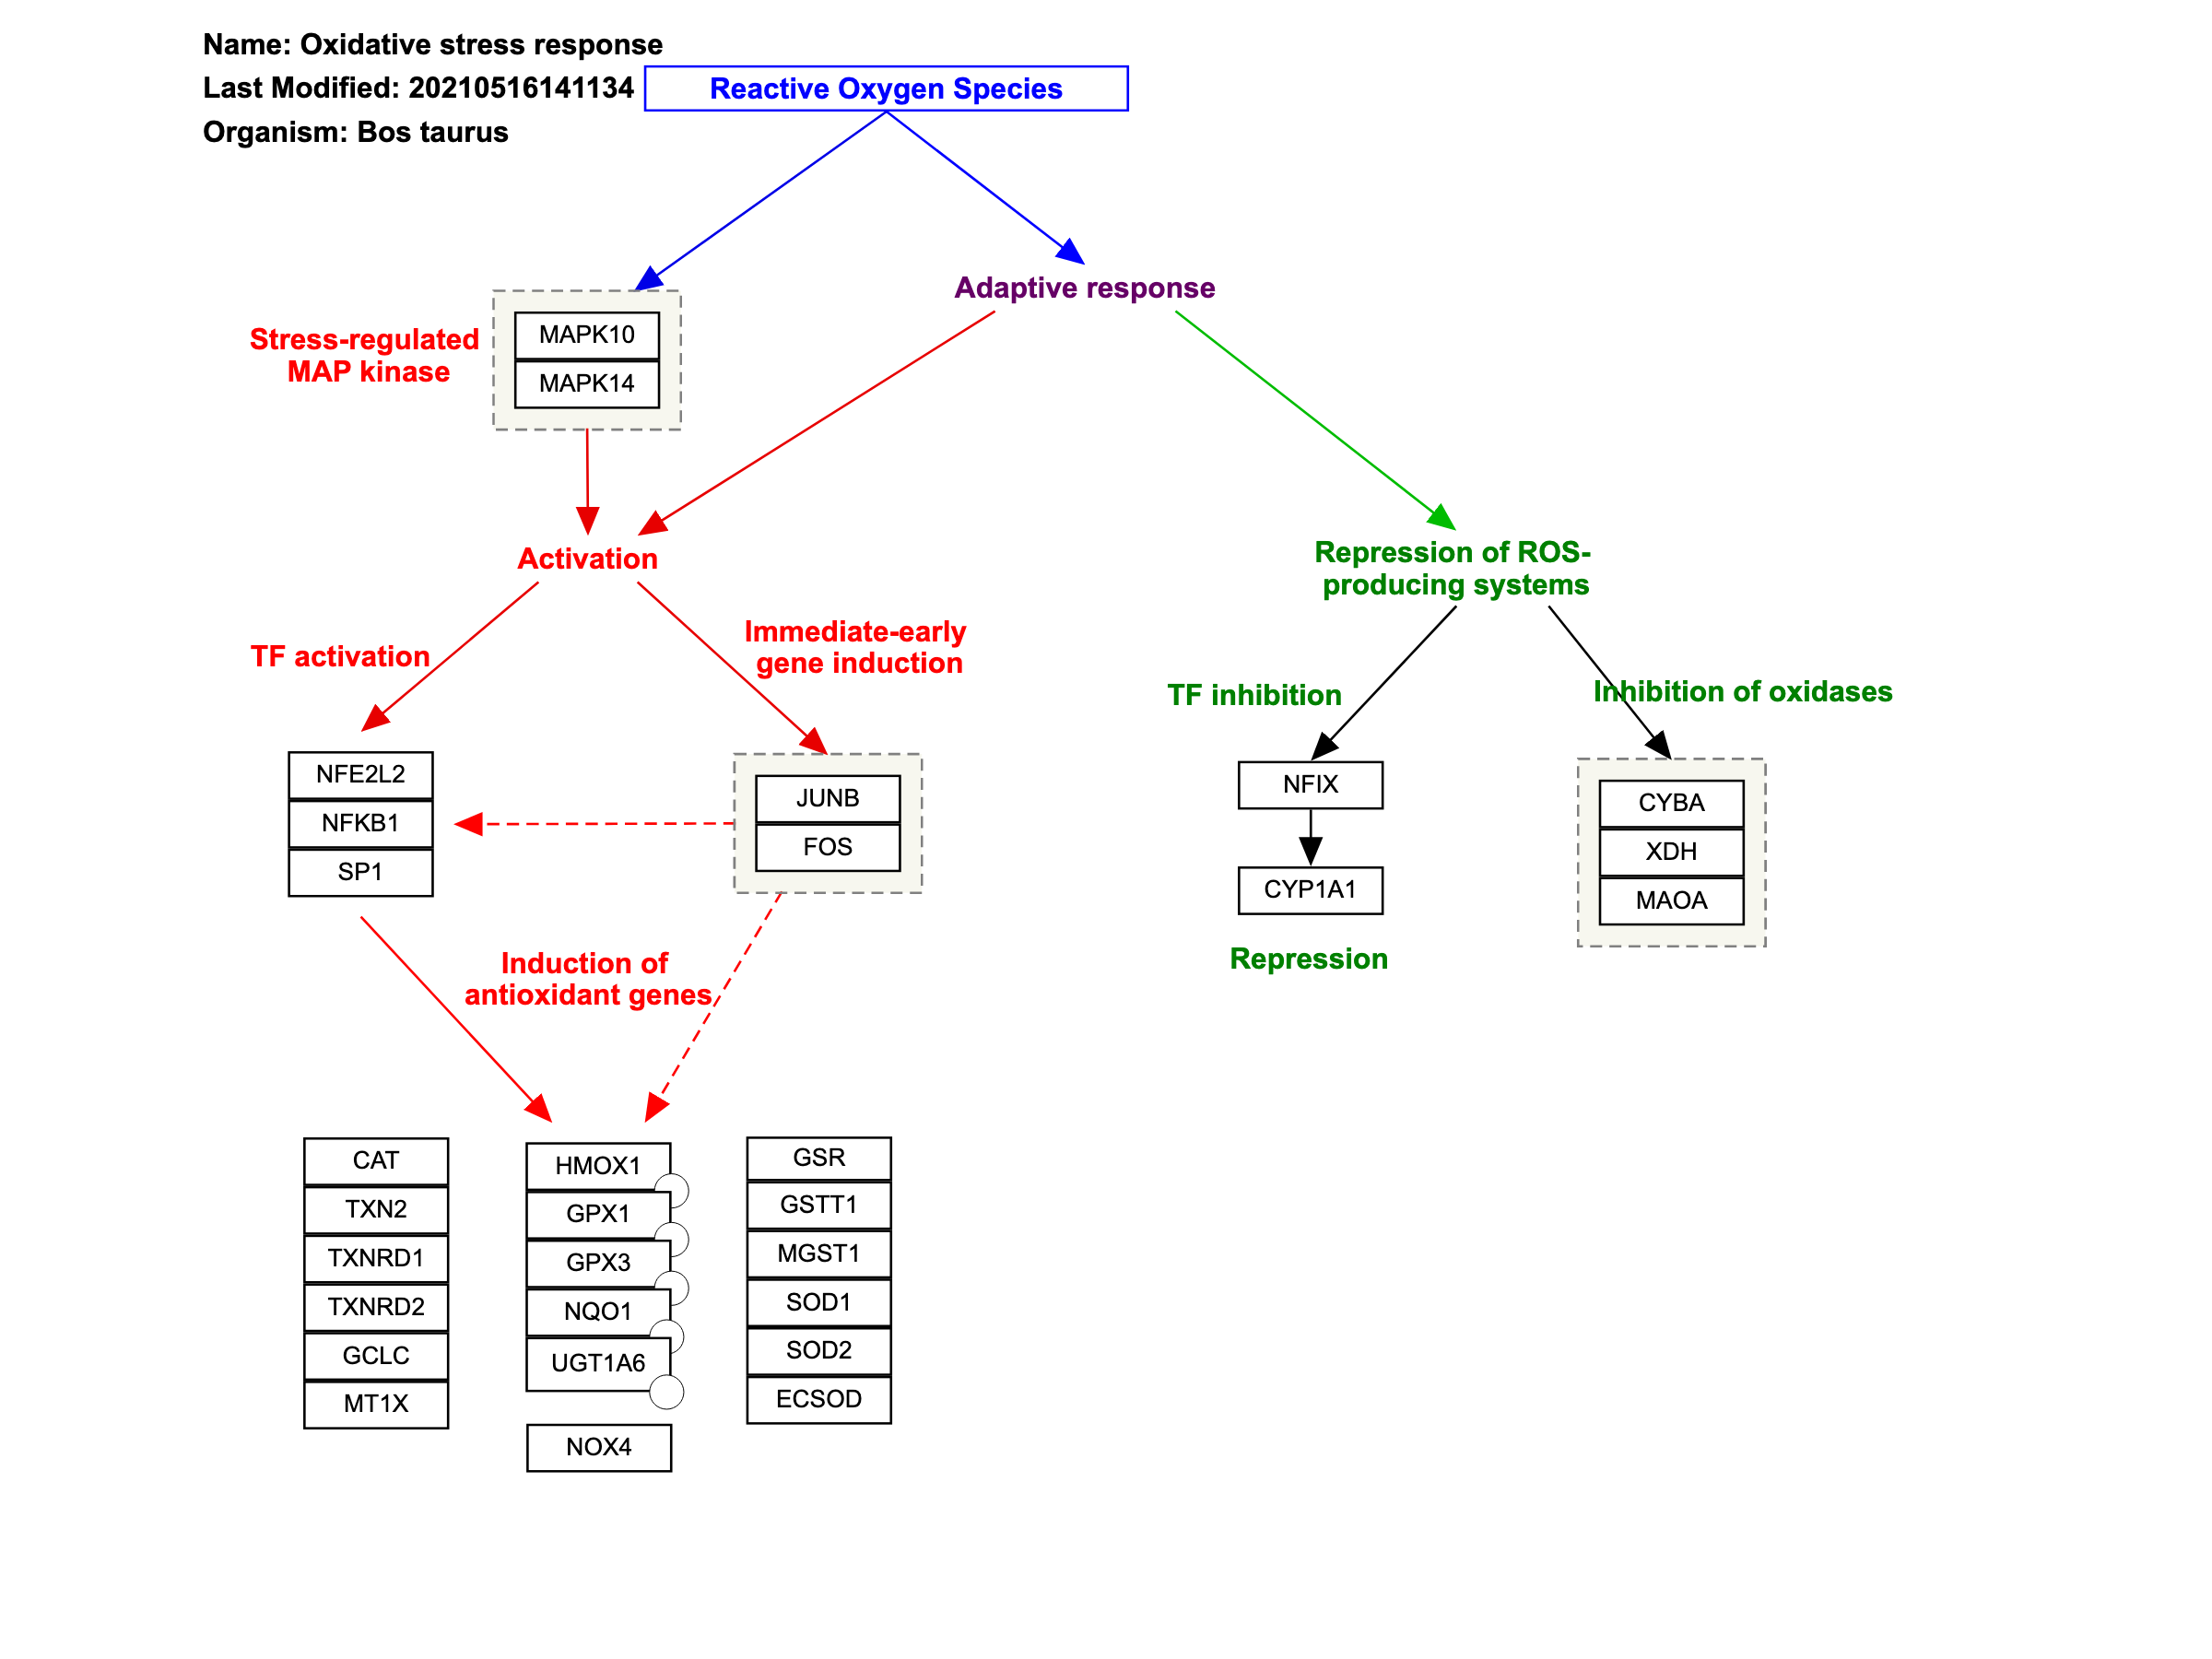 Name: Oxidative stress response
Last Modified: 20210516141134
Organism: Bos taurus
Reactive Oxygen Species
Adaptive response
Stress-regulated
MAP kinase
MAPK10
MAPK14
Activation
Repression of ROS-
producing systems
TF activation
Immediate-early
gene induction
TF inhibition
Inhibition of oxidases
NFE2L2
NFKB1
SP1
JUNB
FOS
NFIX
CYP1A1
Repression
CYBA
XDH
MAOA
Induction of
antioxidant genes
CAT
TXN2
TXNRD1
TXNRD2
GCLC
MT1X
HMOX1
GPX1
GPX3
NQO1
UGT1A6
NOX4
GSR
GSTT1
MGST1
SOD1
SOD2
ECSOD